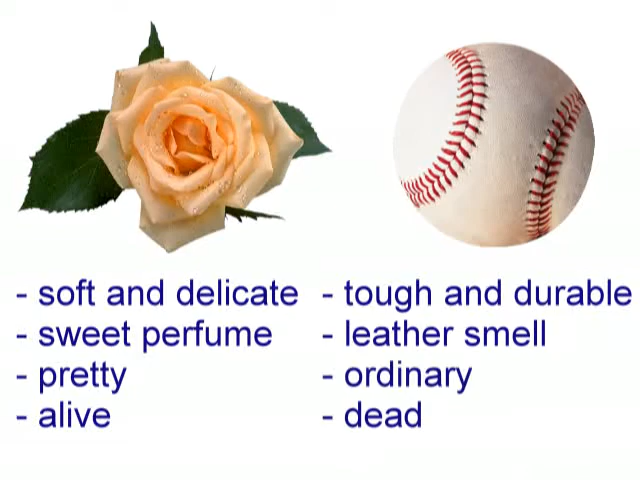 - soft and delicate
- sweet perfume
- pretty
- alive
- tough and durable
- leather smell
- ordinary
- dead